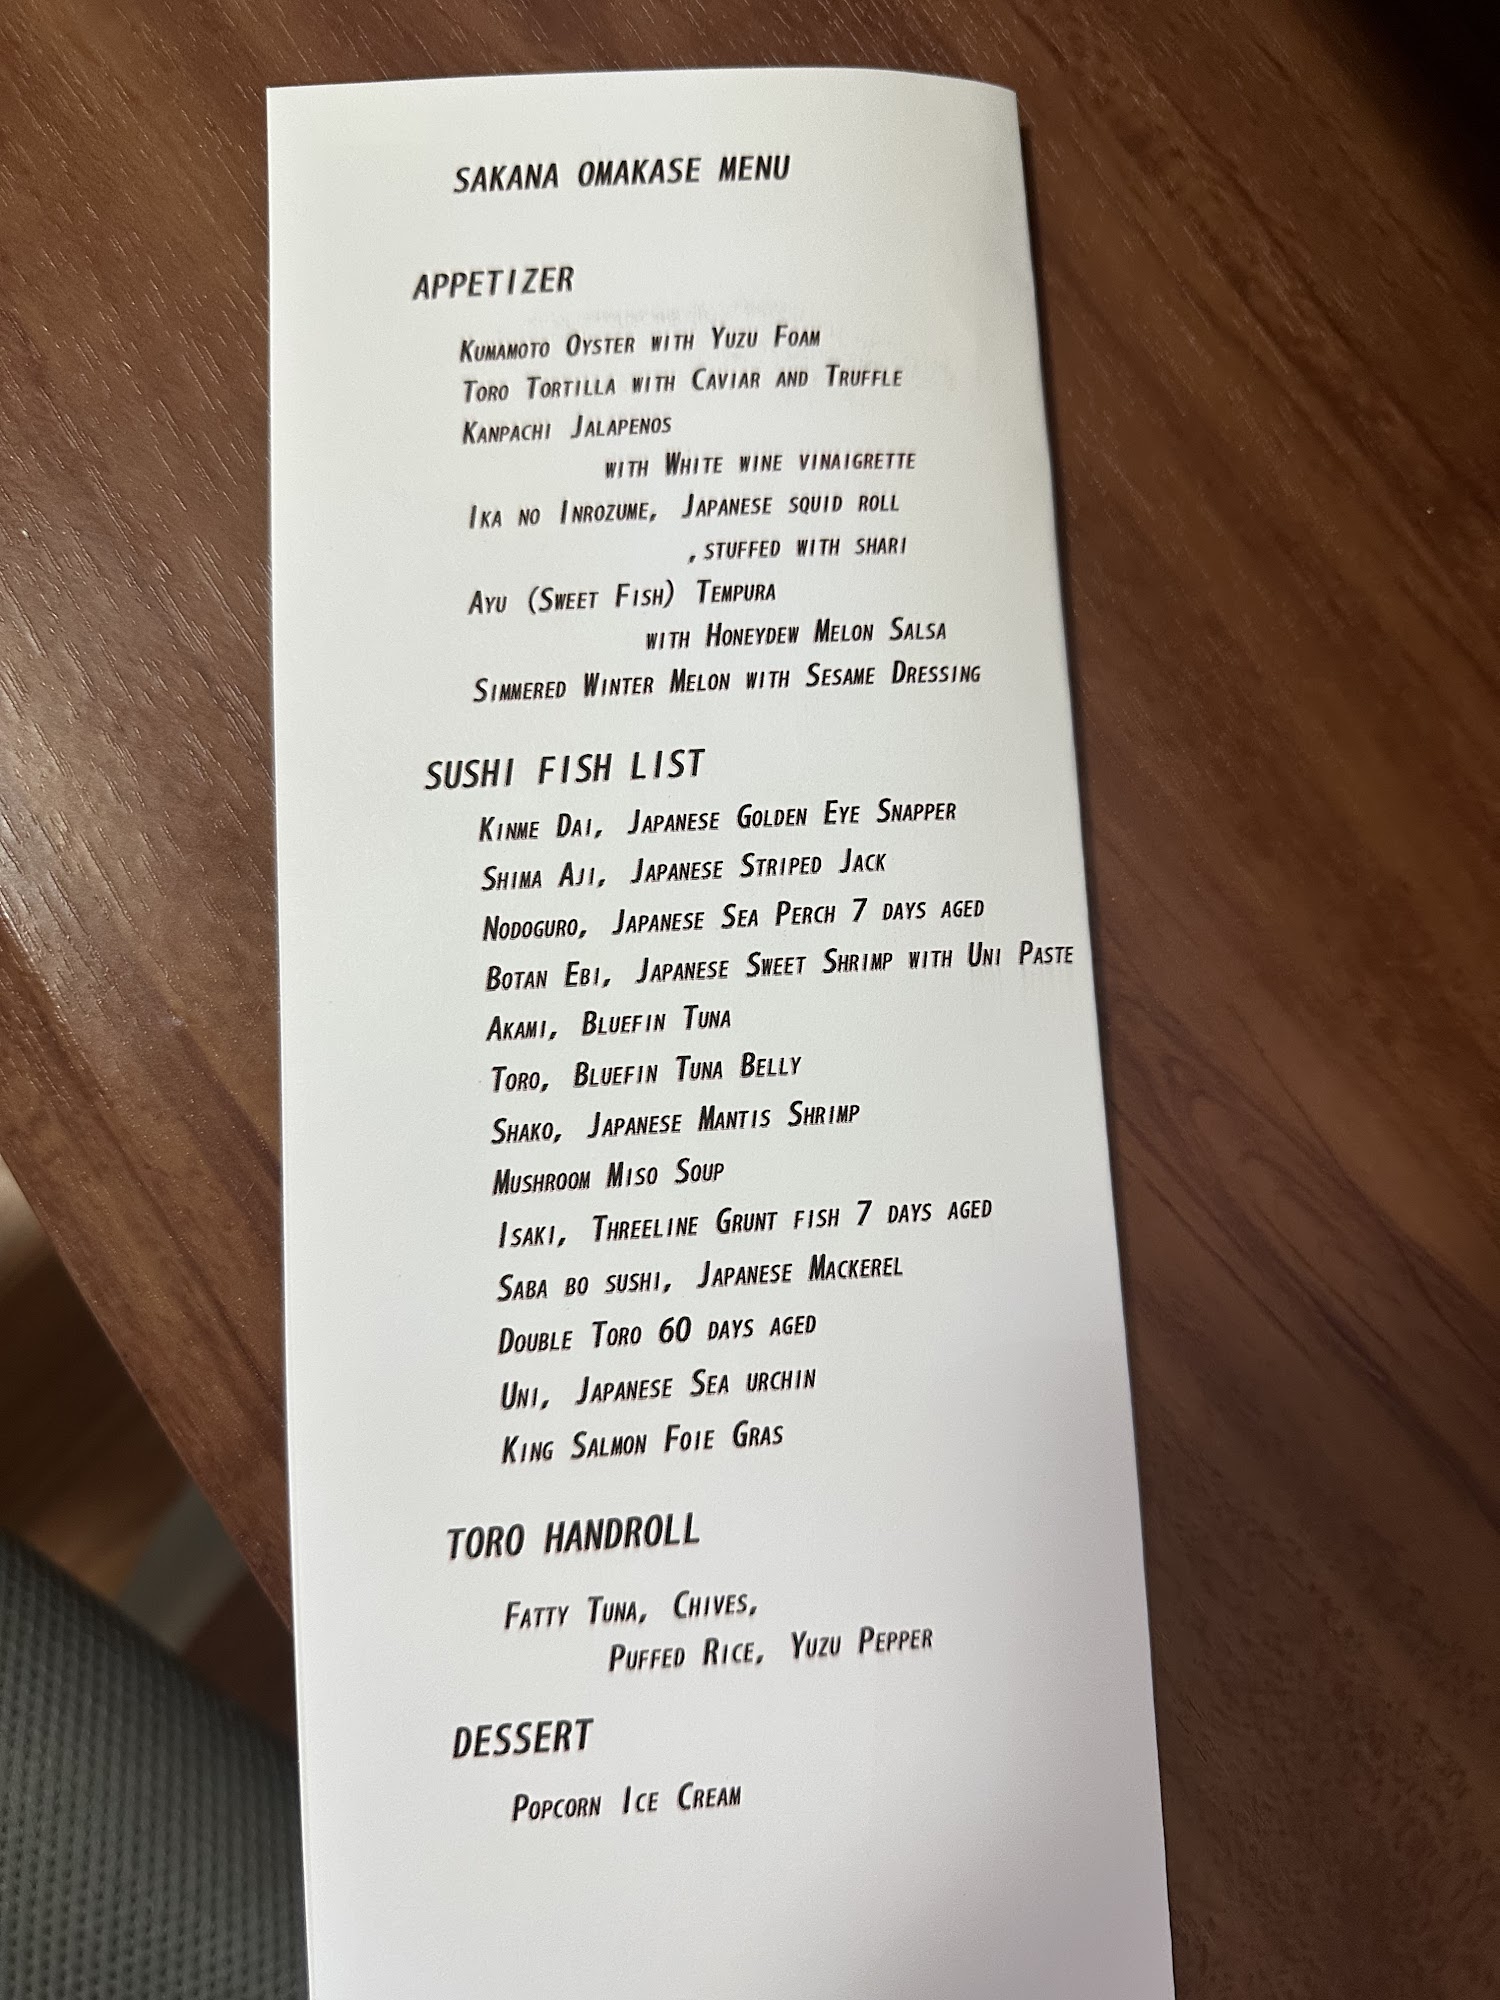 SAKANA OMAKASE MENU
APPETIZER
KUMAMOTO OYSTER WITH YUZU FOAM
TORO TORTILLA WITH CAVIAR AND TRUFFLE
KANPACHI JALAPENOS
WITH WHITE WINE VINAIGRETTE
IKA NO INROZUME, JAPANESE SQUID ROLL
,STUFFED WITH SHARI
AYU (SWEET FISH) TEMPURA
WITH HONEYDEW MELON SALSA
SIMMERED WINTER MELON WITH SESAME DRESSING
SUSHI FISH LIST
KINME DAI, JAPANESE GOLDEN EYE SNAPPER
SHIMA AJI, JAPANESE STRIPED JACK
NODOGURO, JAPANESE SEA PERCH 7 DAYS AGED
BOTAN EBI, JAPANESE SWEET SHRIMP WITH UNI PASTE
AKAMI, BLUEFIN TUNA
TORO, BLUEFIN TUNA BELLY
SHAKO, JAPANESE MANTIS SHRIMP
MUSHROOM MISO SOUP
ISAKI, THREELINE GRUNT FISH 7 DAYS AGED
SABA BO SUSHI, JAPANESE MACKEREL
DOUBLE TORO 60 DAYS AGED
UNI, JAPANESE SEA URCHIN
KING SALMON FOIE GRAS
TORO HANDROLL
FATTY TUNA, CHIVES,
PUFFED RICE, YUZU PEPPER
DESSERT
POPCORN ICE CREAM